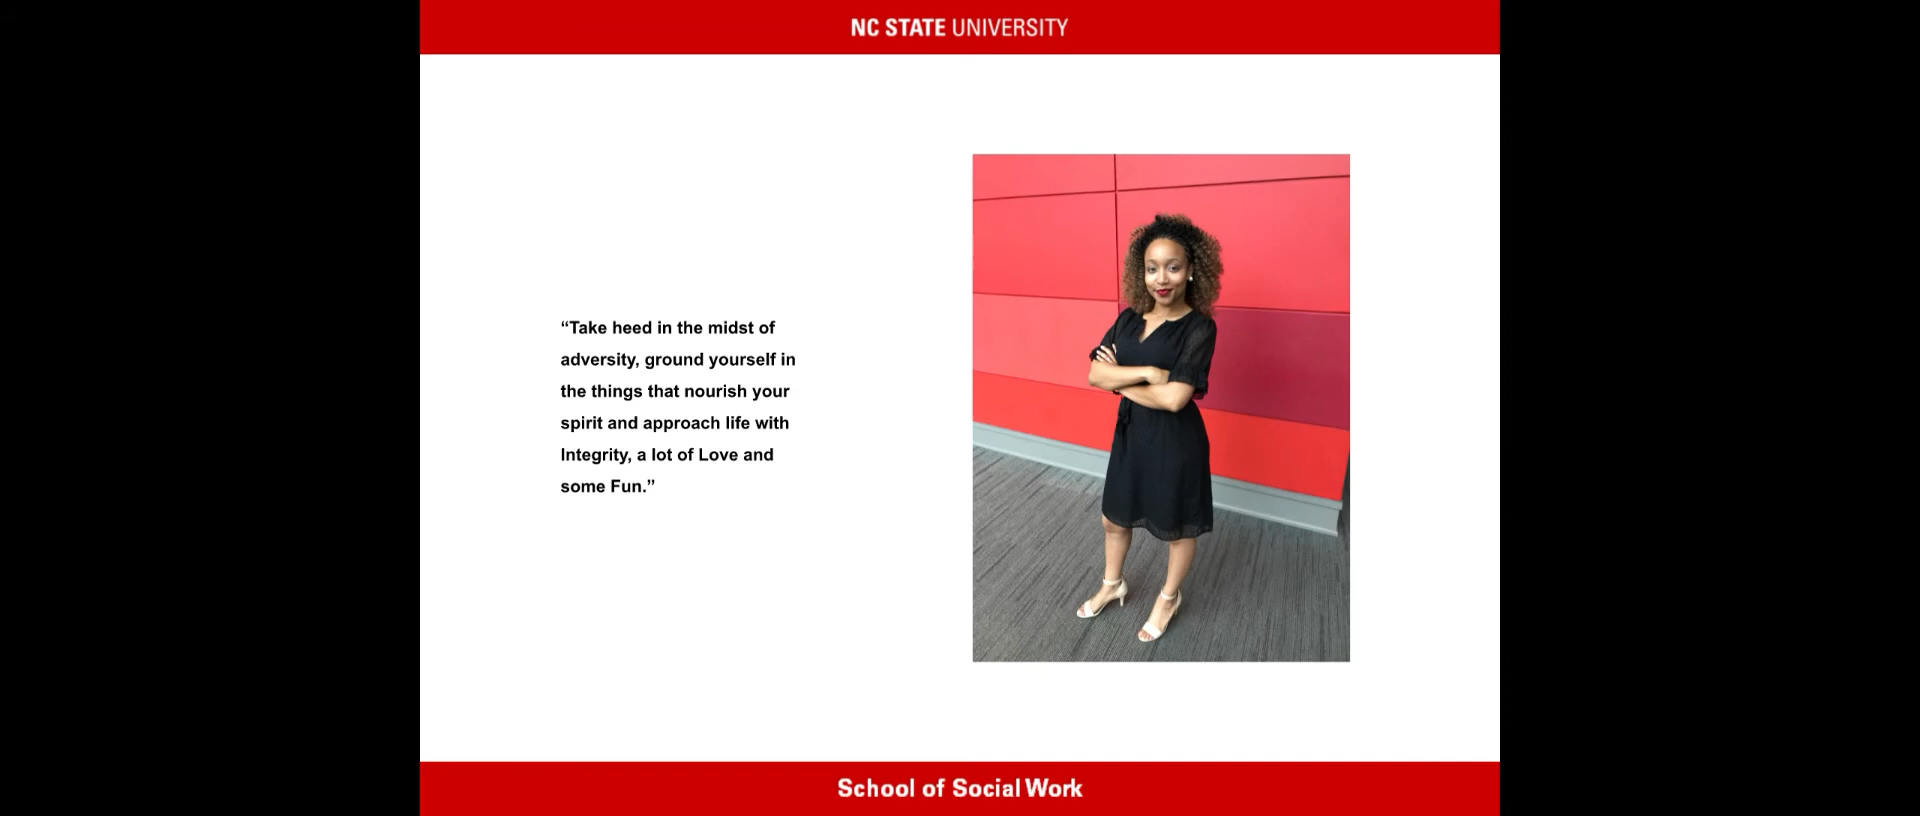 NC STATE UNIVERSITY
“Take heed in the midst of
adversity, ground yourself in
the things that nourish your
spirit and approach life with
Integrity, a lot of Love and
some Fun.”
School of Social Work